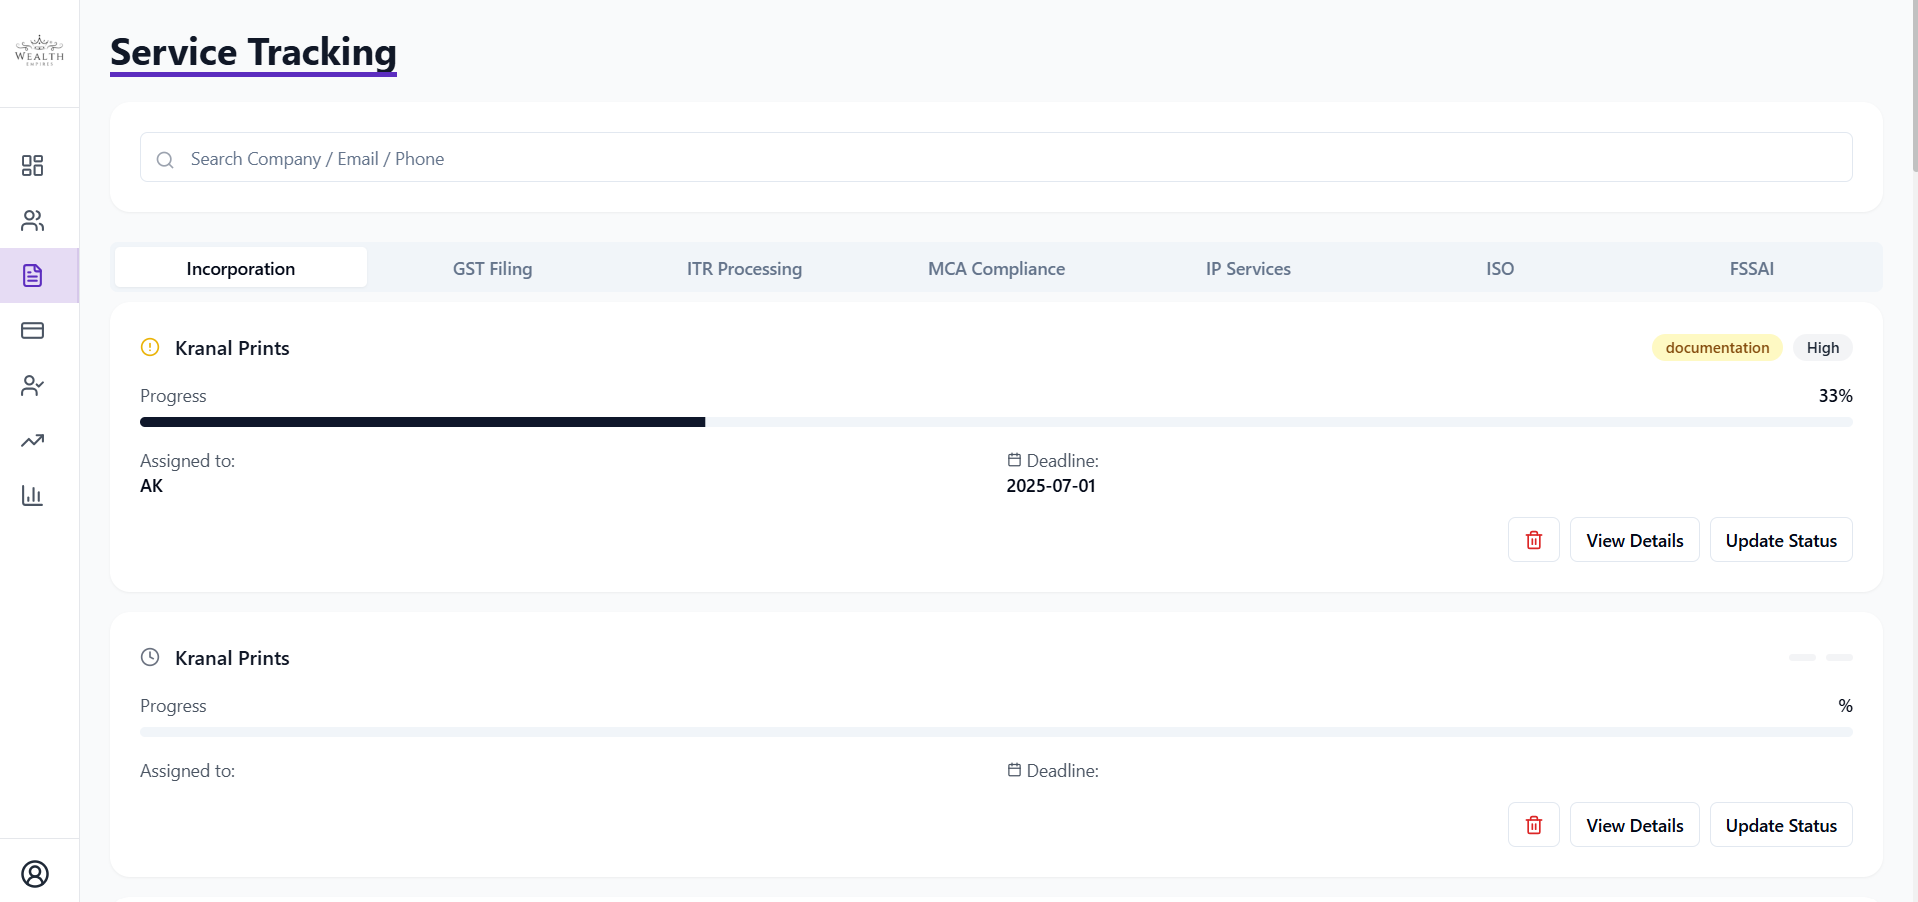 WEALTH
EMPIRES
Service Tracking
Search Company / Email / Phone
Incorporation GST Filing ITR Processing MCA Compliance IP Services ISO FSSAI
Kranal Prints documentation High
Progress 33%
Assigned to: Deadline:
AK 2025-07-01
View Details Update Status
Kranal Prints
Progress %
Assigned to: Deadline:
View Details Update Status